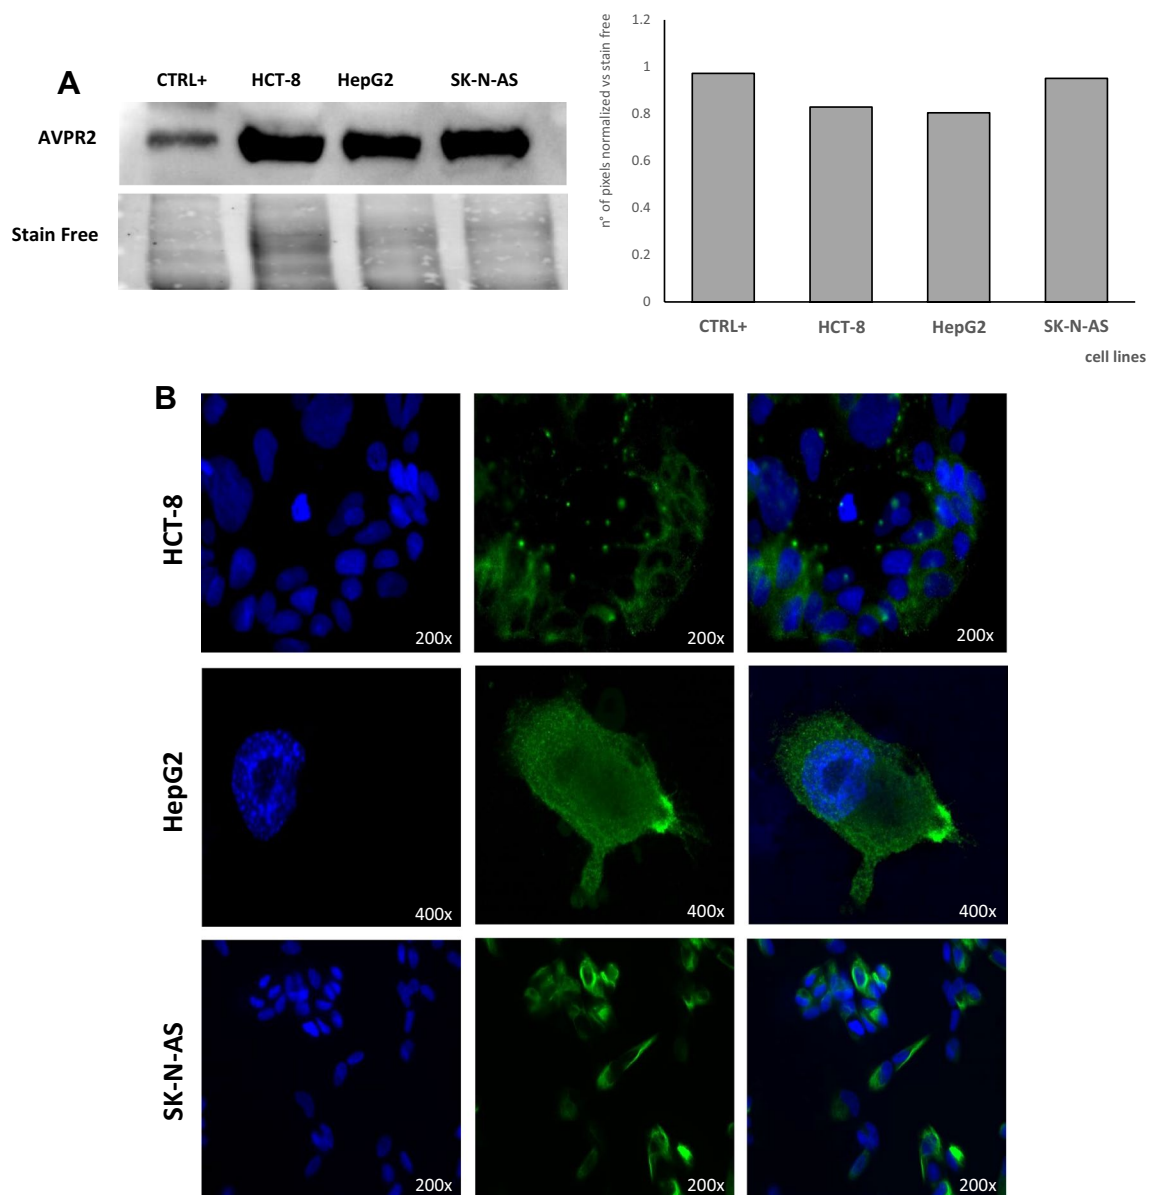 A
CTRL+ HCT-8 HepG2 SK-N-AS
AVPR2
Stain Free
n° of pixels normalized vs stain free
1.2
1
0.8
0.6
0.4
0.2
0
CTRL+ HCT-8 HepG2 SK-N-AS
cell lines
B
HCT-8
200x 200x 200x
HepG2
400x 400x 400x
SK-N-AS
200x 200x 200x